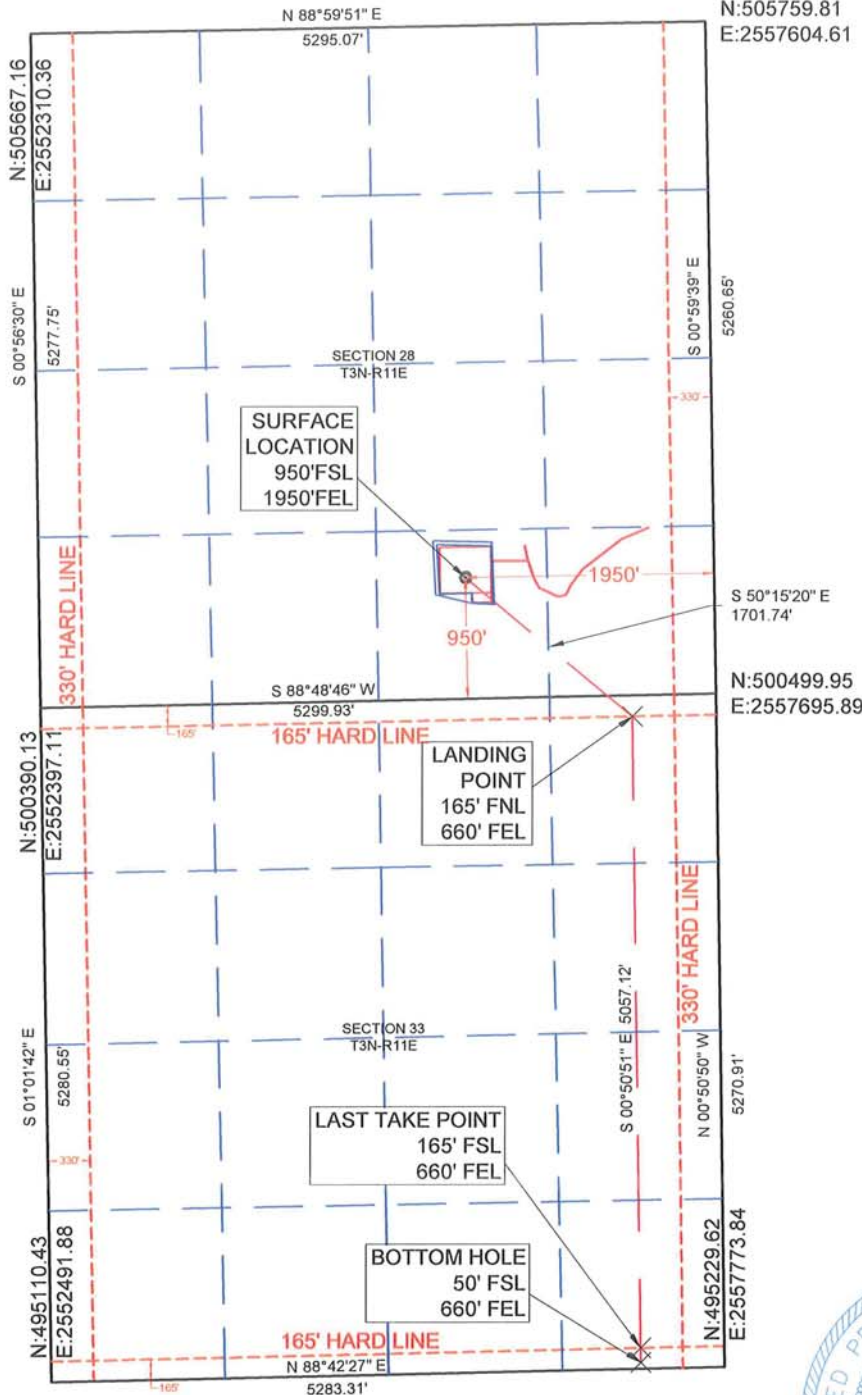 N 88°59'51" E
5295.07'
N:505759.81
E:2557604.61
N:505667.16
E:2552310.36
S 00°56'30" E
5277.75'
S 00°59'39" E
5260.65'
SECTION 28
T3N-R11E
330'
SURFACE
LOCATION
950'FSL
1950'FEL
330' HARD LINE
1950'
950'
S 50°15'20" E
1701.74'
S 88°48'46" W
5299.93'
N:500499.95
E:2557695.89
165'
165' HARD LINE
N:500390.13
E:2552397.11
LANDING
POINT
165' FNL
660' FEL
330' HARD LINE
SECTION 33
T3N-R11E
S 01°01'42" E
5280.55'
S 00°50'51" E 5057.12'
N 00°50'50" W
5270.91'
330'
LAST TAKE POINT
165' FSL
660' FEL
BOTTOM HOLE
50' FSL
660' FEL
N:495110.43
E:2552491.88
N:495229.62
E:2557773.84
165' HARD LINE
N 88°42'27" E
5283.31'
165'